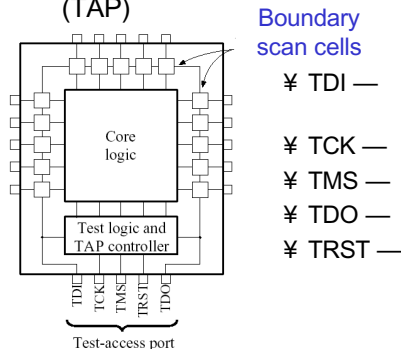 (TAP)
Boundary
scan cells
¥ TDI —
¥ TCK —
¥ TMS —
¥ TDO —
¥ TRST —
Core
logic
Test logic and
TAP controller
TDI
TCK
TMS
TRST
TDO
Test-access port